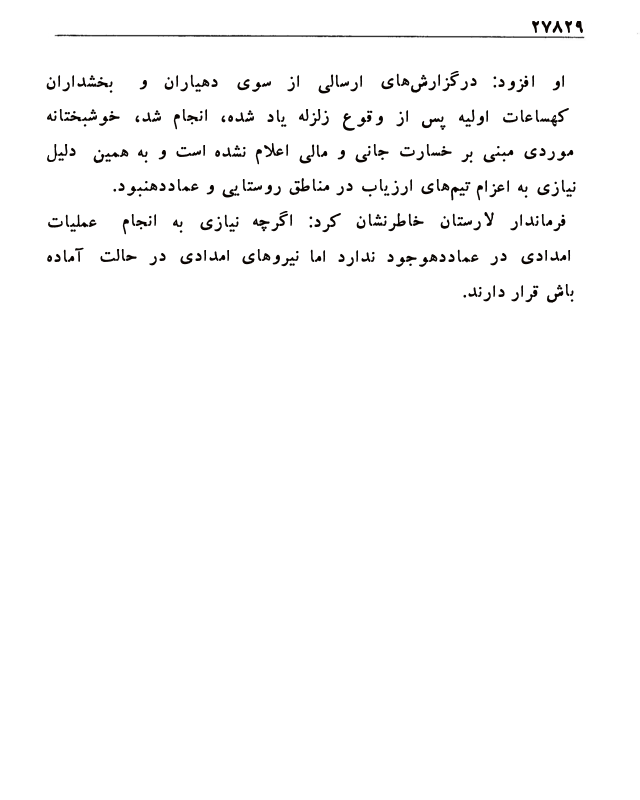 ۲۷۸۲۹
او افزود: درگزارش‌های ارسالی از سوی دهیاران و بخشداران
کهساعات اولیه پس از وقوع زلزله یاد شده، انجام شد، خوشبختانه
موردی مبنی بر خسارت جانی و مالی اعلام نشده است و به همین دلیل
نیازی به اعزام تیم‌های ارزیاب در مناطق روستایی و عماددهنبود.
فرماندار لارستان خاطرنشان کرد: اگرچه نیازی به انجام عملیات
امدادی در عماددهوجود ندارد اما نیروهای امدادی در حالت آماده
باش قرار دارند.